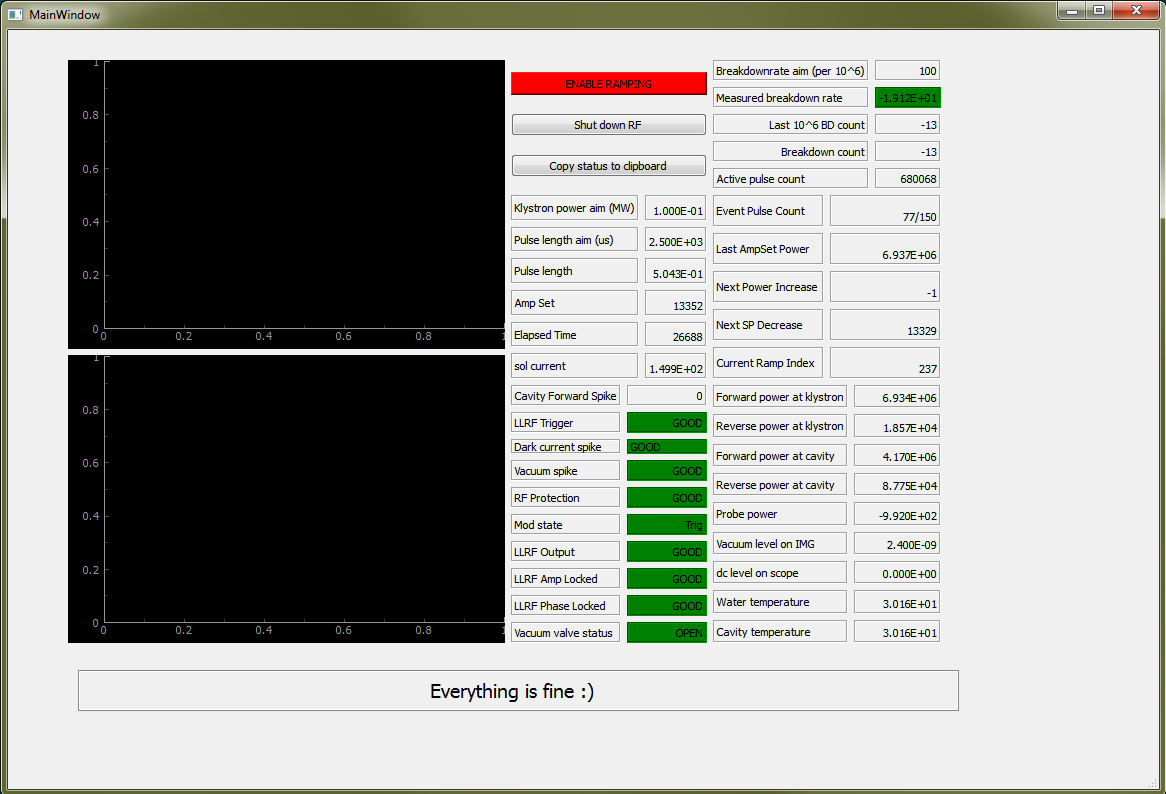 MainWindow
1
0.8
0.6
0.4
0.2
0
0 0.2 0.4 0.6 0.8 1
1
0.8
0.6
0.4
0.2
0
0 0.2 0.4 0.6 0.8 1
ENABLE RAMPING
Shut down RF
Copy status to clipboard
Klystron power aim (MW) 1.000E-01
Pulse length aim (us) 2.500E+03
Pulse length 5.043E-01
Amp Set 13352
Elapsed Time 26688
sol current 1.499E+02
Cavity Forward Spike 0
LLRF Trigger GOOD
Dark current spike GOOD
Vacuum spike GOOD
RF Protection GOOD
Mod state Trig
LLRF Output GOOD
LLRF Amp Locked GOOD
LLRF Phase Locked GOOD
Vacuum valve status OPEN
Breakdownrate aim (per 10^6) 100
Measured breakdown rate -1.912E+01
Last 10^6 BD count -13
Breakdown count -13
Active pulse count 680068
Event Pulse Count 77/150
Last AmpSet Power 6.937E+06
Next Power Increase -1
Next SP Decrease 13329
Current Ramp Index 237
Forward power at klystron 6.934E+06
Reverse power at klystron 1.857E+04
Forward power at cavity 4.170E+06
Reverse power at cavity 8.775E+04
Probe power -9.920E+02
Vacuum level on IMG 2.400E-09
dc level on scope 0.000E+00
Water temperature 3.016E+01
Cavity temperature 3.016E+01
Everything is fine :)